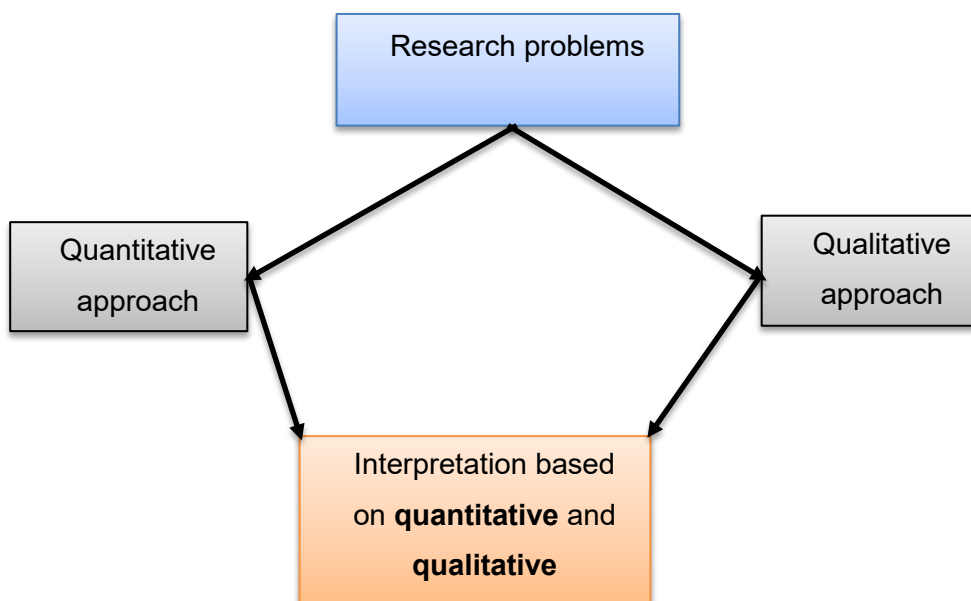 Research problems
Quantitative
approach
Qualitative
approach
Interpretation based
on quantitative and
qualitative